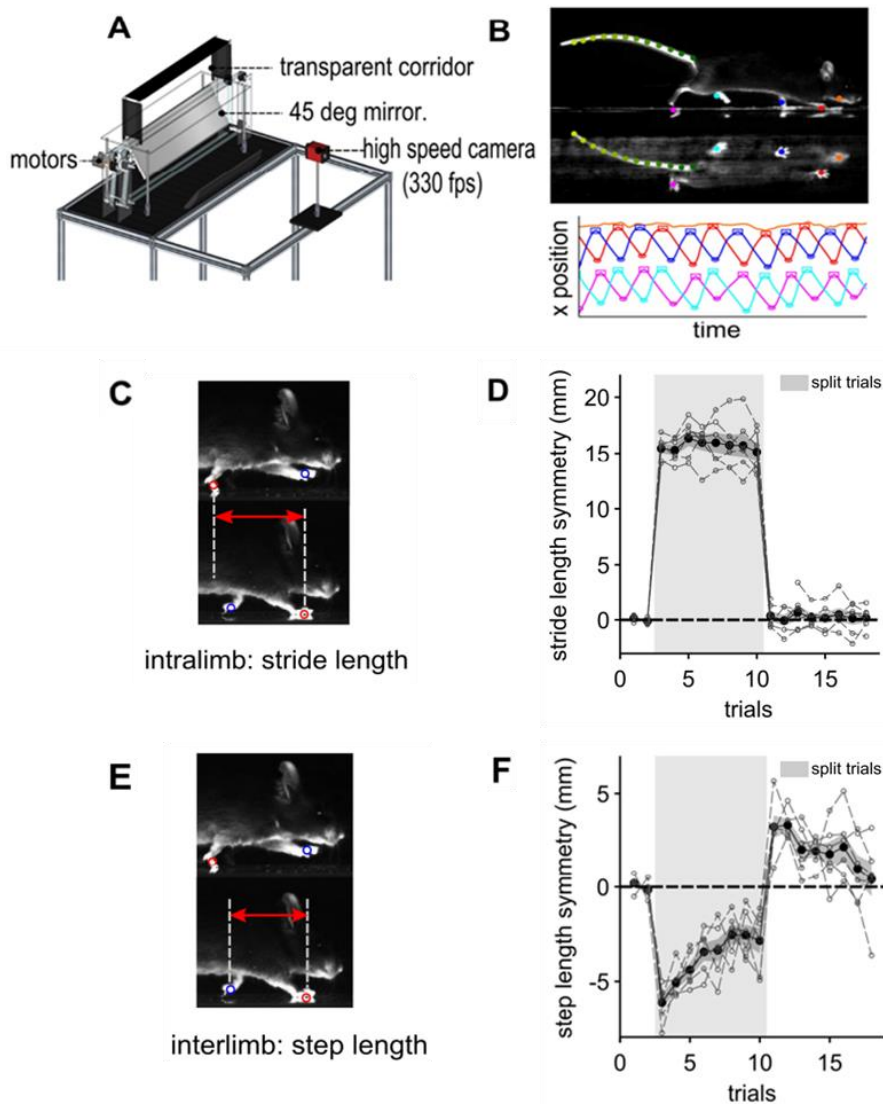 A
transparent corridor
45 deg mirror.
motors
high speed camera
(330 fps)
B
x position
time
C
intralimb: stride length
D
split trials
stride length symmetry (mm)
20
15
10
5
0
0 5 10 15
trials
E
interlimb: step length
F
split trials
step length symmetry (mm)
5
0
-5
0 5 10 15
trials